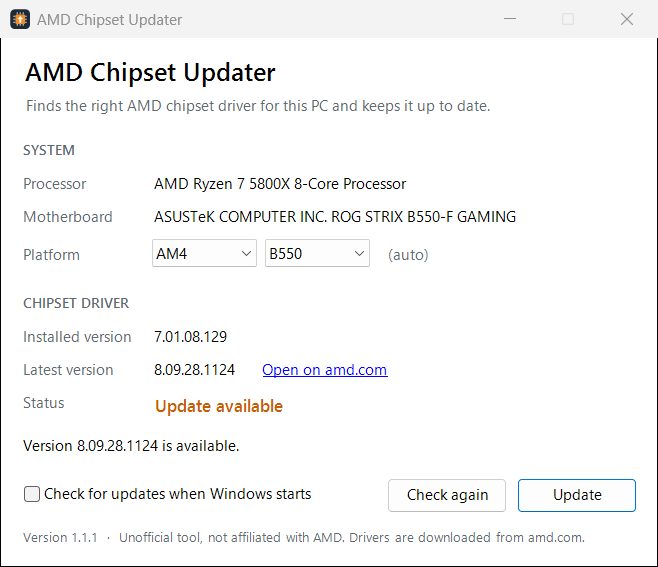 AMD Chipset Updater
AMD Chipset Updater
Finds the right AMD chipset driver for this PC and keeps it up to date.
SYSTEM
Processor AMD Ryzen 7 5800X 8-Core Processor
Motherboard ASUSTeK COMPUTER INC. ROG STRIX B550-F GAMING
Platform AM4 B550 (auto)
CHIPSET DRIVER
Installed version 7.01.08.129
Latest version 8.09.28.1124 Open on amd.com
Status Update available
Version 8.09.28.1124 is available.
Check for updates when Windows starts Check again Update
Version 1.1.1 · Unofficial tool, not affiliated with AMD. Drivers are downloaded from amd.com.